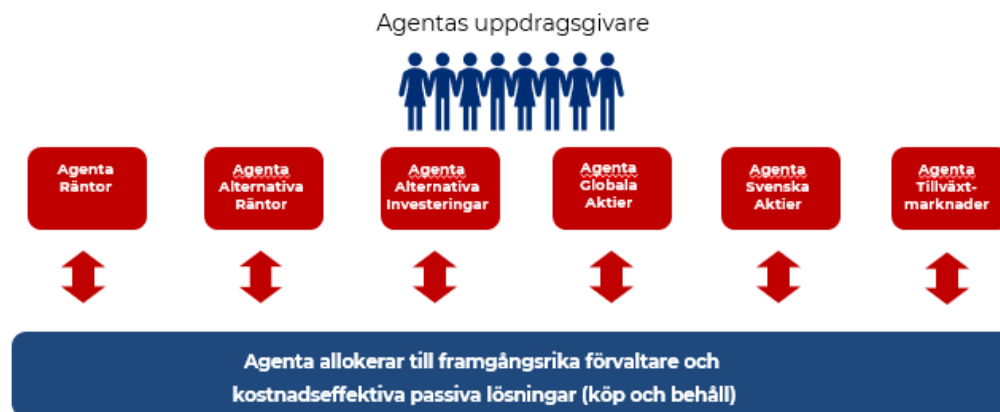 Agentas uppdragsgivare
Agenta
Räntor
Agenta
Alternativa
Räntor
Agenta
Alternativa
Investeringar
Agenta
Globala
Aktier
Agenta
Svenska
Aktier
Agenta
Tillväxt-
marknader
Agenta allokerar till framgångsrika förvaltare och
kostnadseffektiva passiva lösningar (köp och behåll)